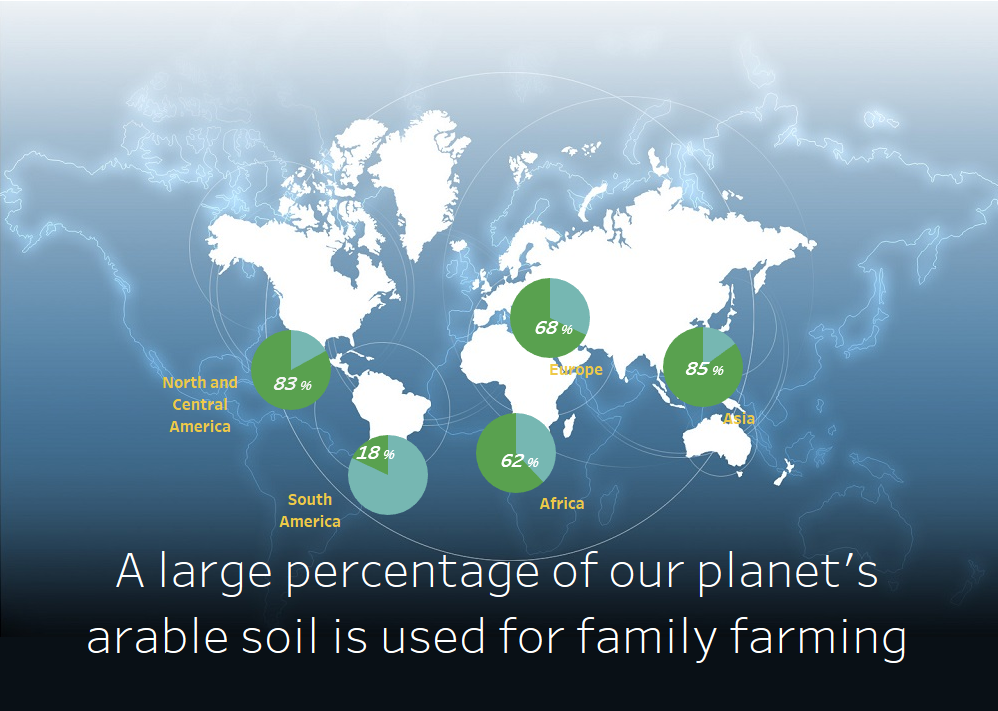 68 %
Europe
85 %
Asia
83 %
North and
Central
America
18 %
South
America
62 %
Africa
A large percentage of our planet’s
arable soil is used for family farming